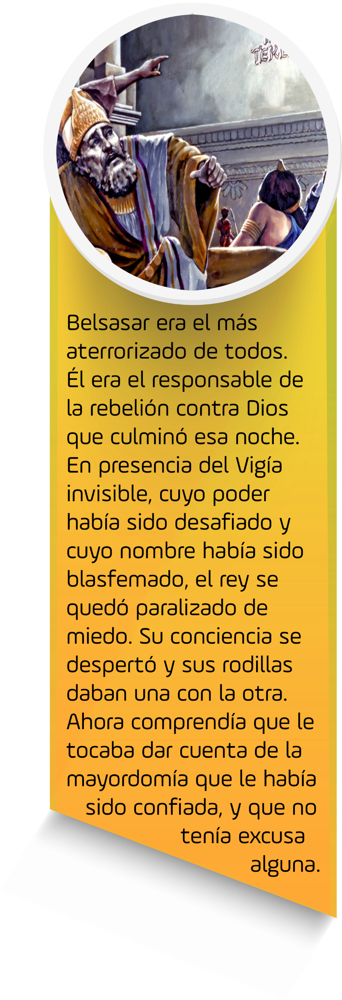 TEKEL
Belsasar era el más
aterrorizado de todos.
Él era el responsable de
la rebelión contra Dios
que culminó esa noche.
En presencia del Vigía
invisible, cuyo poder
había sido desafiado y
cuyo nombre había sido
blasfemado, el rey se
quedó paralizado de
miedo. Su conciencia se
despertó y sus rodillas
daban una con la otra.
Ahora comprendía que le
tocaba dar cuenta de la
mayordomía que le había
sido confiada, y que no
tenía excusa
alguna.